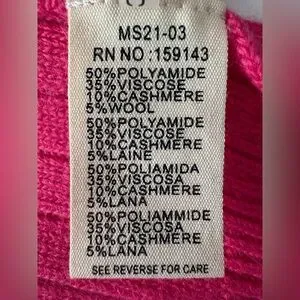 MS21-03
RN NO :159143
50%POLYAMIDE
35%VISCOSE
10%CASHMERE
5%WOOL
50%POLYAMIDE
35%VISCOSE
10%CASHMERE
5%LAINE
50%POLIAMIDA
35%VISCOSA
10%CASHMERE
5%LANA
50%POLIAMMIDE
35%VISCOSA
10%CASHMERE
5%LANA
SEE REVERSE FOR CARE